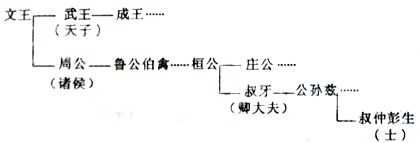 文王 武王 成王……
(天子)
周公 鲁公伯禽……桓公 庄公……
(诸侯)
叔牙 公孙兹……
(卿大夫)
叔仲彭生
(士)